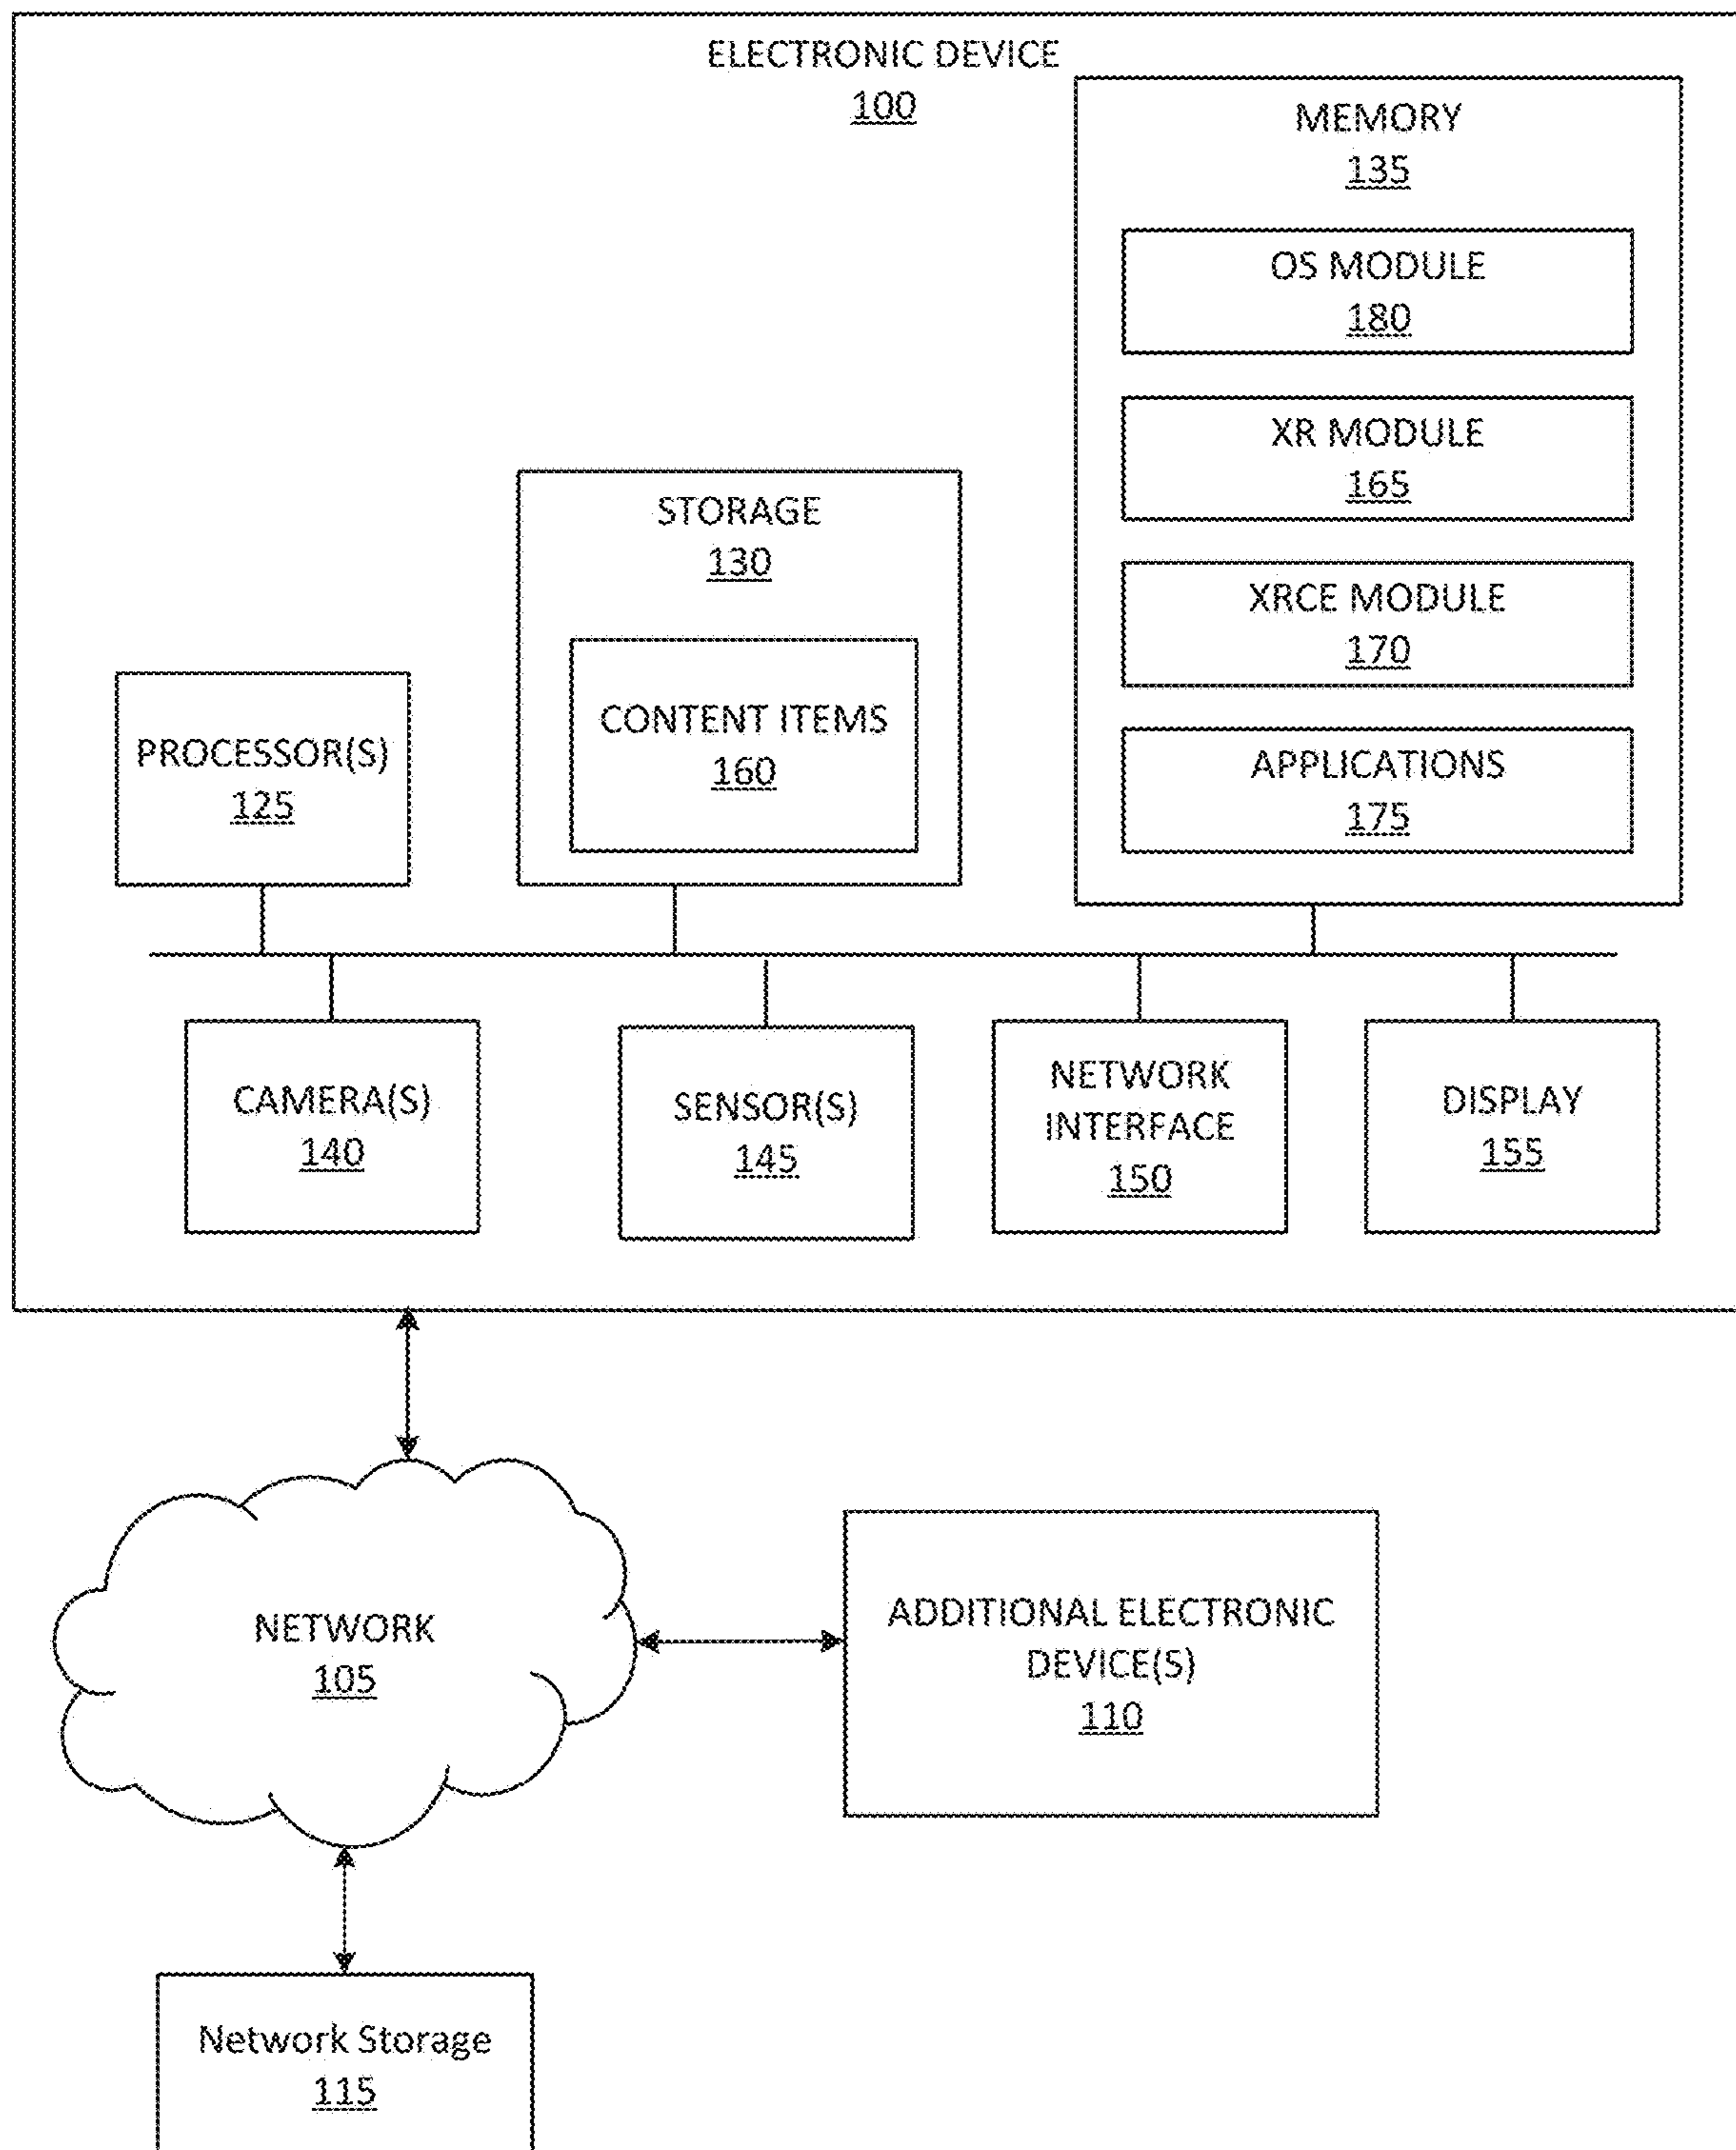 ELECTRONIC DEVICE
100
MEMORY
135
OS MODULE
180
XR MODULE
165
XRCE MODULE
170
APPLICATIONS
175
STORAGE
130
CONTENT ITEMS
160
PROCESSOR(S)
125
CAMERA(S)
140
SENSOR(S)
145
NETWORK
INTERFACE
150
DISPLAY
155
NETWORK
105
ADDITIONAL ELECTRONIC
DEVICE(S)
110
Network Storage
115